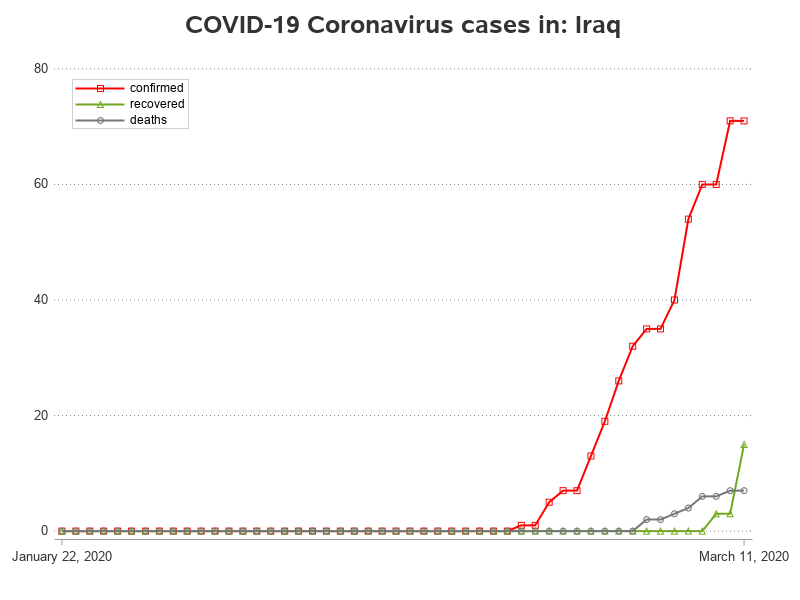 COVID-19 Coronavirus cases in: Iraq
80
confirmed
recovered
deaths
60
40
20
0
January 22, 2020
March 11, 2020